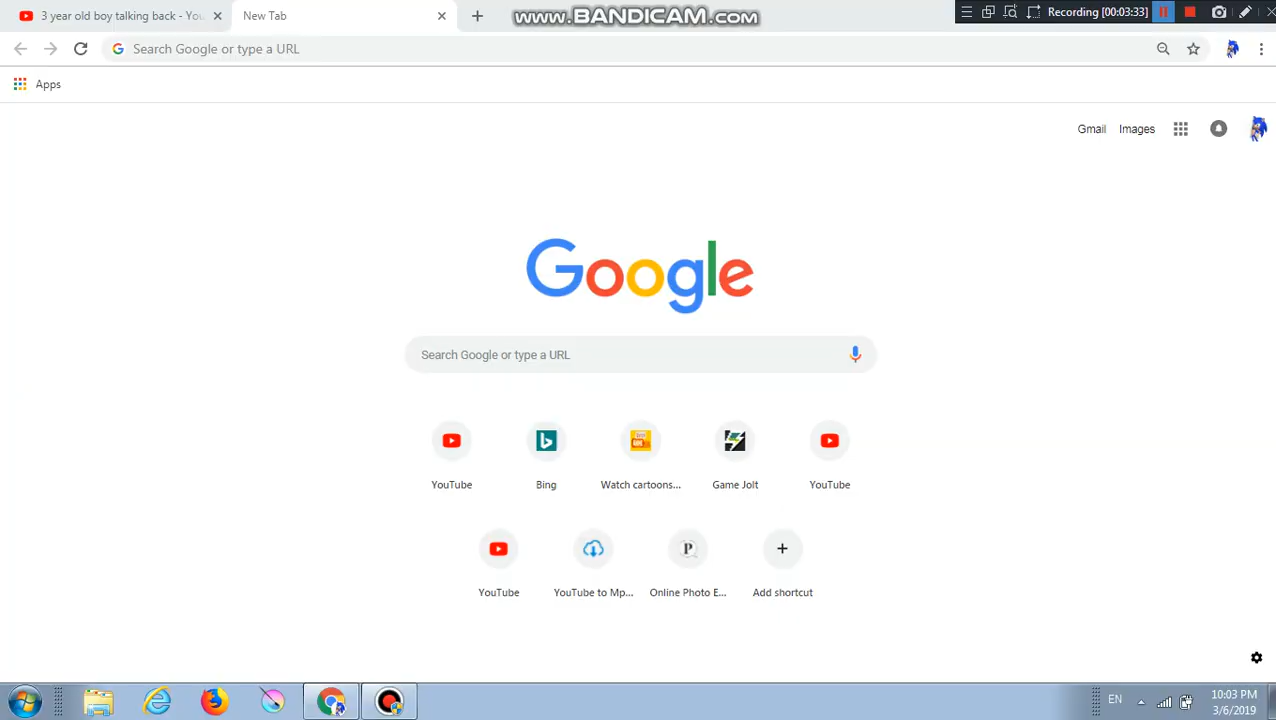 3 year old boy talking back - You
New Tab
www.BANDICAM.com
Recording [00:03:33]
Search Google or type a URL
Apps
Gmail
Images
Google
Search Google or type a URL
YouTube
Bing
Watch cartoons...
Game Jolt
YouTube
YouTube
YouTube to Mp...
Online Photo E...
Add shortcut
EN
10:03 PM
3/6/2019